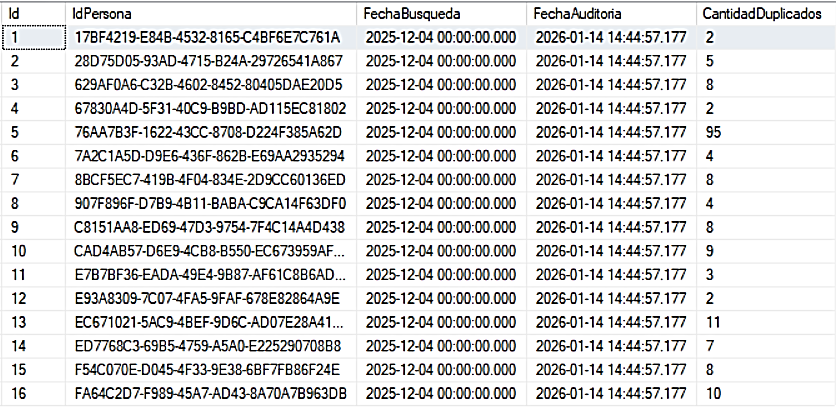 Id IdPersona FechaBusqueda FechaAuditoria CantidadDuplicados
1 17BF4219-E84B-4532-8165-C4BF6E7C761A 2025-12-04 00:00:00.000 2026-01-14 14:44:57.177 2
2 28D75D05-93AD-4715-B24A-29726541A867 2025-12-04 00:00:00.000 2026-01-14 14:44:57.177 5
3 629AF0A6-C32B-4602-8452-80405DAE20D5 2025-12-04 00:00:00.000 2026-01-14 14:44:57.177 8
4 67830A4D-5F31-40C9-B9BD-AD115EC81802 2025-12-04 00:00:00.000 2026-01-14 14:44:57.177 2
5 76AA7B3F-1622-43CC-8708-D224F385A62D 2025-12-04 00:00:00.000 2026-01-14 14:44:57.177 95
6 7A2C1A5D-D9E6-436F-862B-E69AA2935294 2025-12-04 00:00:00.000 2026-01-14 14:44:57.177 4
7 8BCF5EC7-419B-4F04-834E-2D9CC60136ED 2025-12-04 00:00:00.000 2026-01-14 14:44:57.177 8
8 907F896F-D7B9-4B11-BABA-C9CA14F63DF0 2025-12-04 00:00:00.000 2026-01-14 14:44:57.177 4
9 C8151AA8-ED69-47D3-9754-7F4C14A4D438 2025-12-04 00:00:00.000 2026-01-14 14:44:57.177 8
10 CAD4AB57-D6E9-4CB8-B550-EC673959AF... 2025-12-04 00:00:00.000 2026-01-14 14:44:57.177 9
11 E7B7BF36-EADA-49E4-9B87-AF61C8B6AD... 2025-12-04 00:00:00.000 2026-01-14 14:44:57.177 3
12 E93A8309-7C07-4FA5-9FAF-678E82864A9E 2025-12-04 00:00:00.000 2026-01-14 14:44:57.177 2
13 EC671021-5AC9-4BEF-9D6C-AD07E28A41... 2025-12-04 00:00:00.000 2026-01-14 14:44:57.177 11
14 ED7768C3-69B5-4759-A5A0-E225290708B8 2025-12-04 00:00:00.000 2026-01-14 14:44:57.177 7
15 F54C070E-D045-4F33-9E38-6BF7FB86F24E 2025-12-04 00:00:00.000 2026-01-14 14:44:57.177 8
16 FA64C2D7-F989-45A7-AD43-8A70A7B963DB 2025-12-04 00:00:00.000 2026-01-14 14:44:57.177 10